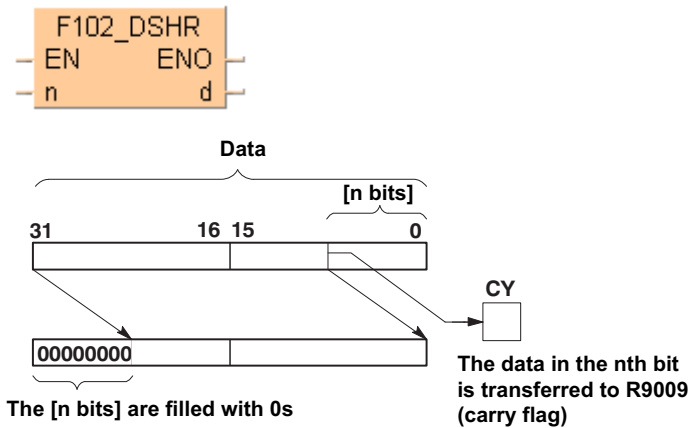 F102_DSHR
EN ENO
n d
Data
[n bits]
31 16 15 0
CY
00000000
The data in the nth bit
is transferred to R9009
(carry flag)
The [n bits] are filled with 0s